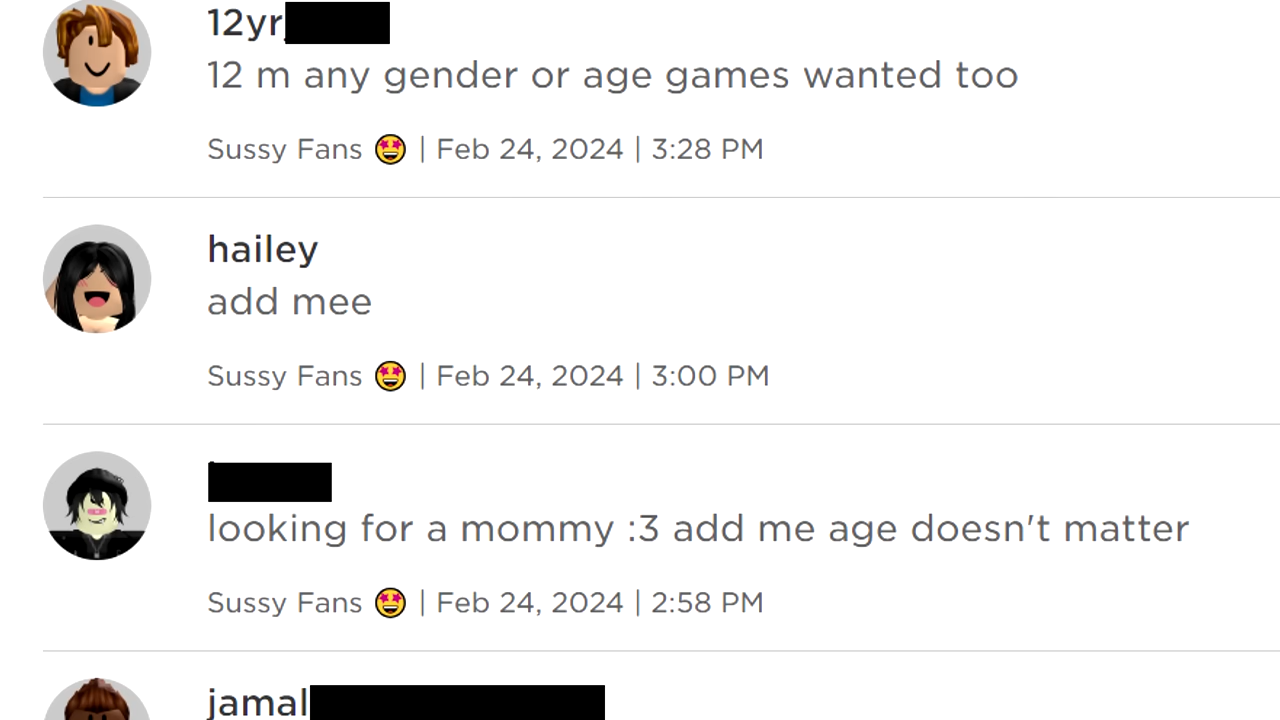 12yr
12 m any gender or age games wanted too
Sussy Fans 🤩 | Feb 24, 2024 | 3:28 PM
hailey
add mee
Sussy Fans 🤩 | Feb 24, 2024 | 3:00 PM
looking for a mommy :3 add me age doesn't matter
Sussy Fans 🤩 | Feb 24, 2024 | 2:58 PM
jamal